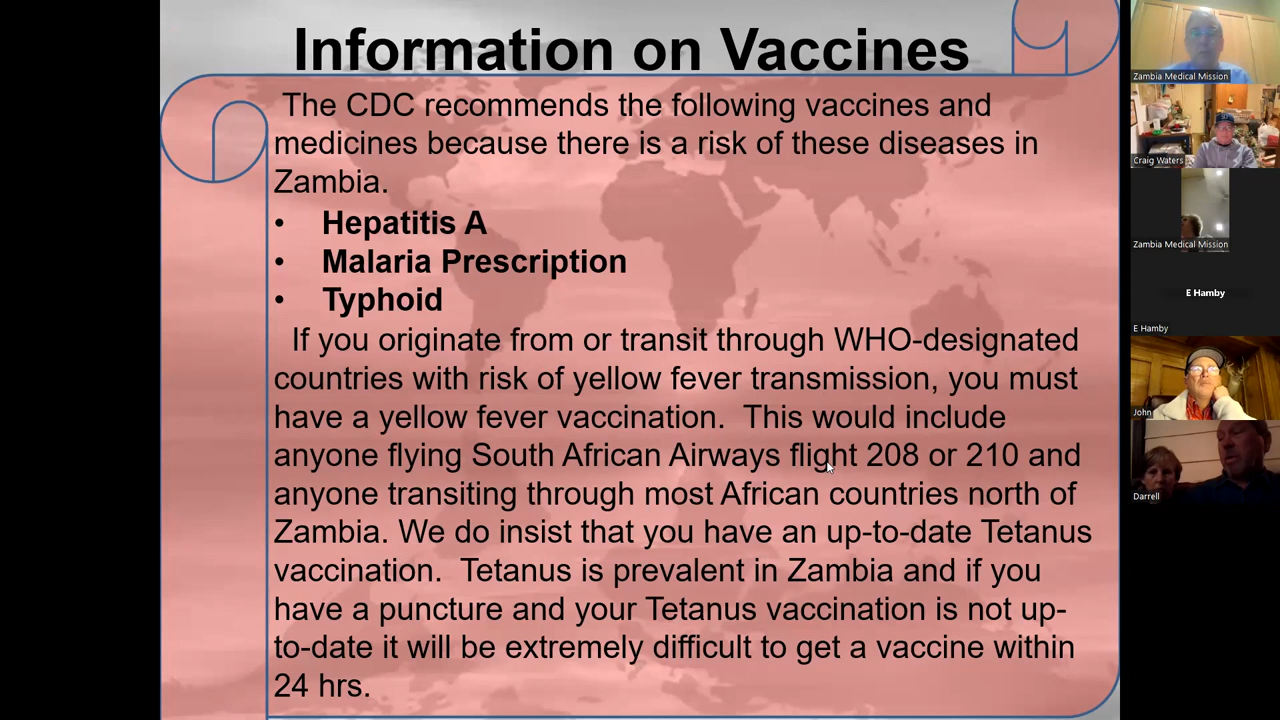 Information on Vaccines
The CDC recommends the following vaccines and
medicines because there is a risk of these diseases in
Zambia.
• Hepatitis A
• Malaria Prescription
• Typhoid
If you originate from or transit through WHO-designated
countries with risk of yellow fever transmission, you must
have a yellow fever vaccination. This would include
anyone flying South African Airways flight 208 or 210 and
anyone transiting through most African countries north of
Zambia. We do insist that you have an up-to-date Tetanus
vaccination. Tetanus is prevalent in Zambia and if you
have a puncture and your Tetanus vaccination is not up-
to-date it will be extremely difficult to get a vaccine within
24 hrs.
Zambia Medical Mission
Craig Waters
Zambia Medical Mission
E Hamby
E Hamby
John
Darrell